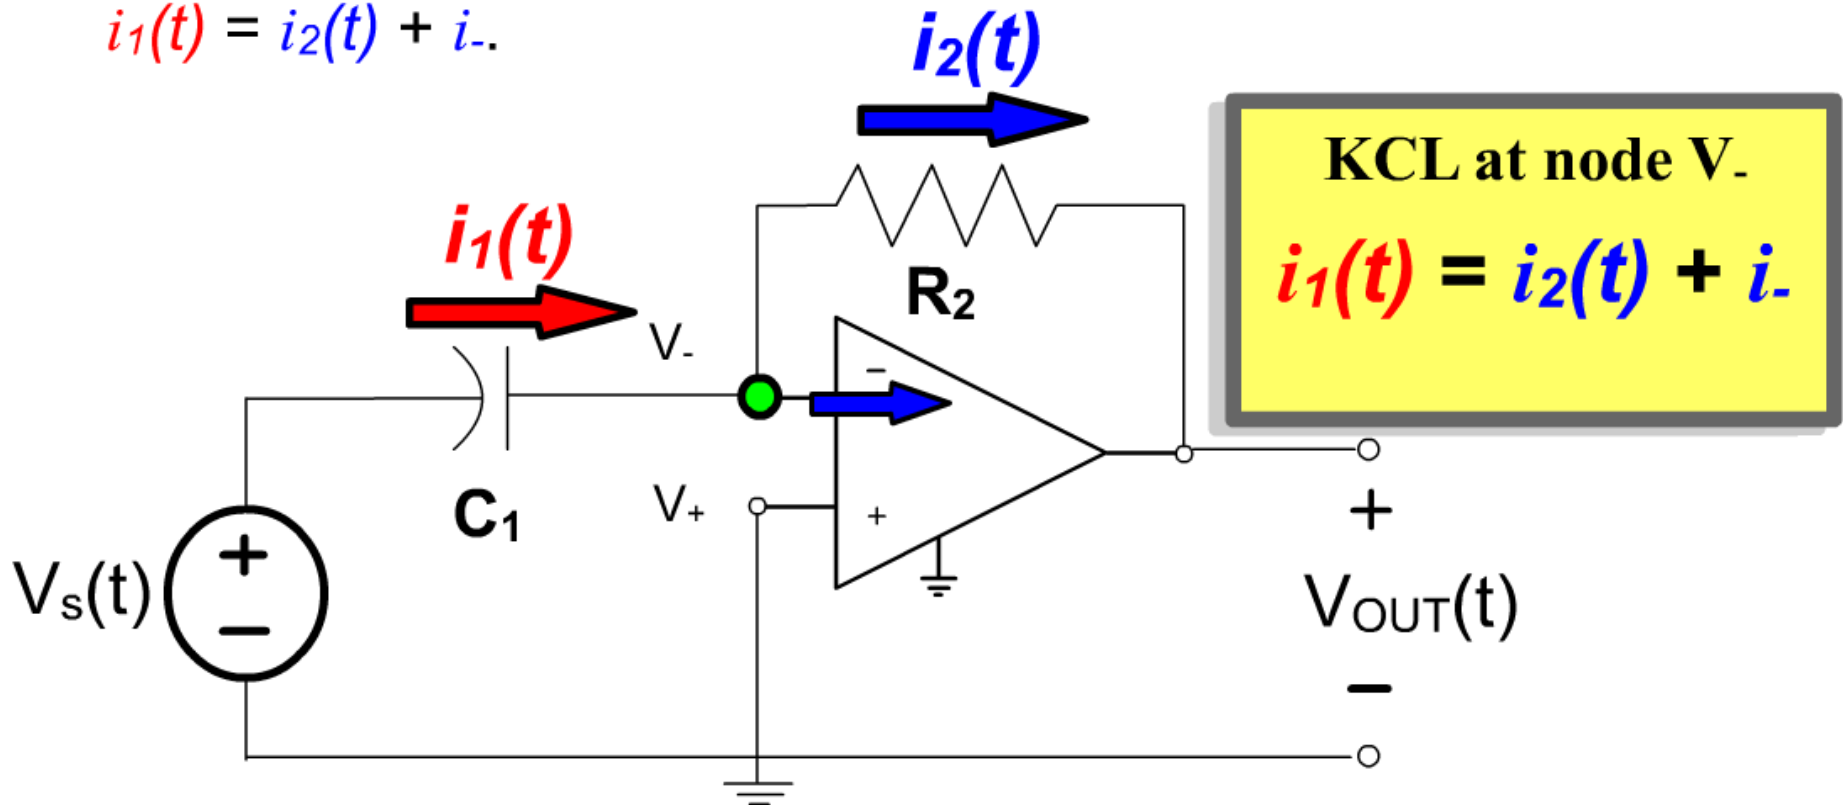 i1(t) = i2(t) + i-.
i2(t)
KCL at node V-
i1(t) = i2(t) + i-
i1(t)
R2
V-
−
C1
V+
+
+
−
Vs(t)
+
VOUT(t)
−